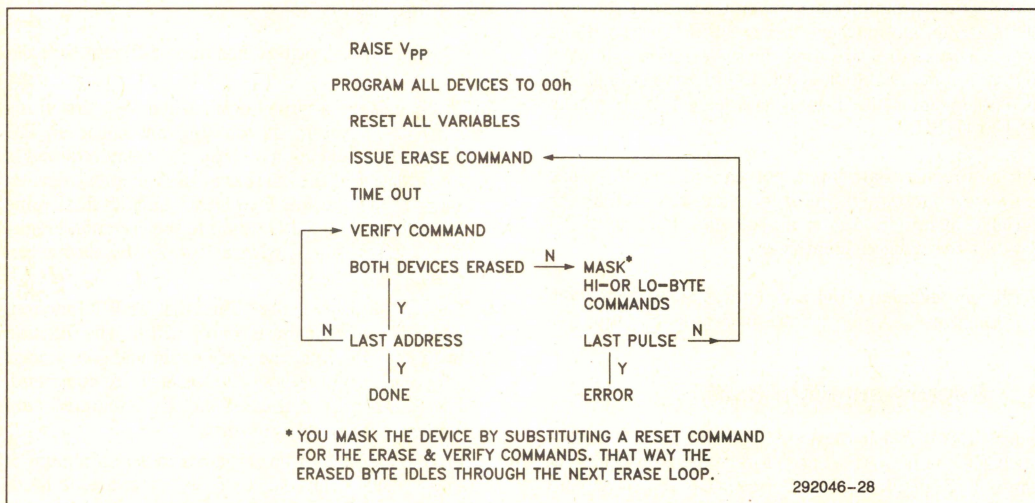 RAISE VPP
PROGRAM ALL DEVICES TO 00h
RESET ALL VARIABLES
ISSUE ERASE COMMAND
TIME OUT
VERIFY COMMAND
BOTH DEVICES ERASED N MASK*
HI-OR LO-BYTE
COMMANDS
Y
N LAST ADDRESS LAST PULSE N
Y Y
DONE ERROR
* YOU MASK THE DEVICE BY SUBSTITUTING A RESET COMMAND
FOR THE ERASE & VERIFY COMMANDS. THAT WAY THE
ERASED BYTE IDLES THROUGH THE NEXT ERASE LOOP.
292046-28